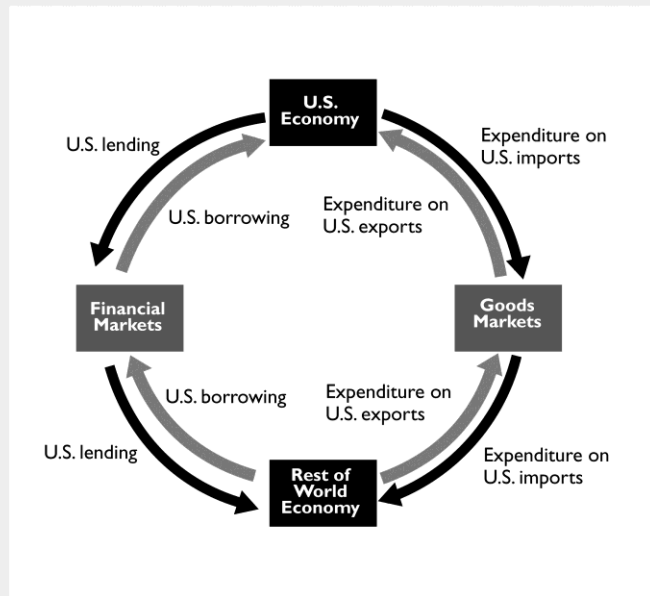 U.S.
Economy
U.S. lending
Expenditure on
U.S. imports
U.S. borrowing
Expenditure on
U.S. exports
Financial
Markets
Goods
Markets
U.S. borrowing
Expenditure on
U.S. exports
U.S. lending
Expenditure on
U.S. imports
Rest of
World
Economy